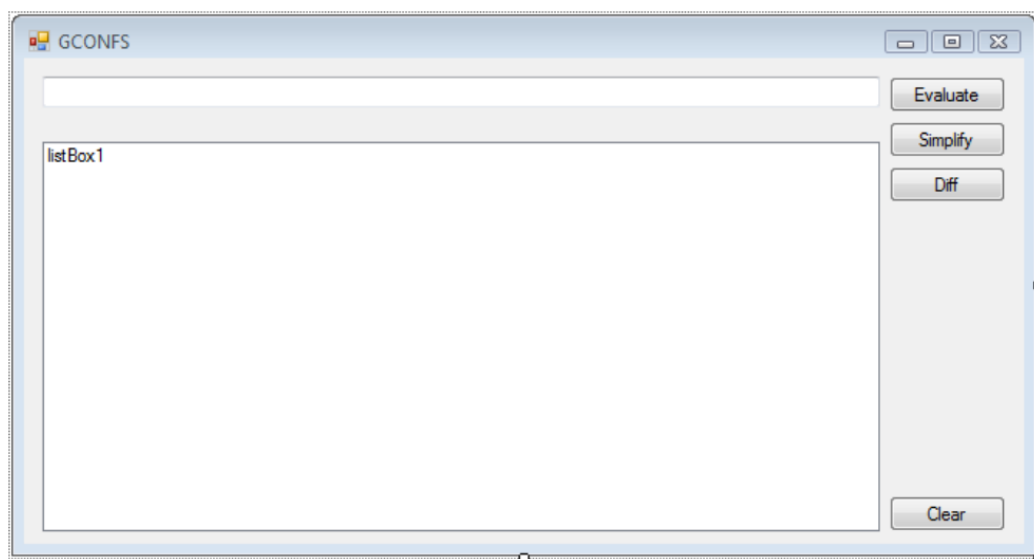 GCONFS
Evaluate
listBox1
Simplify
Diff
Clear